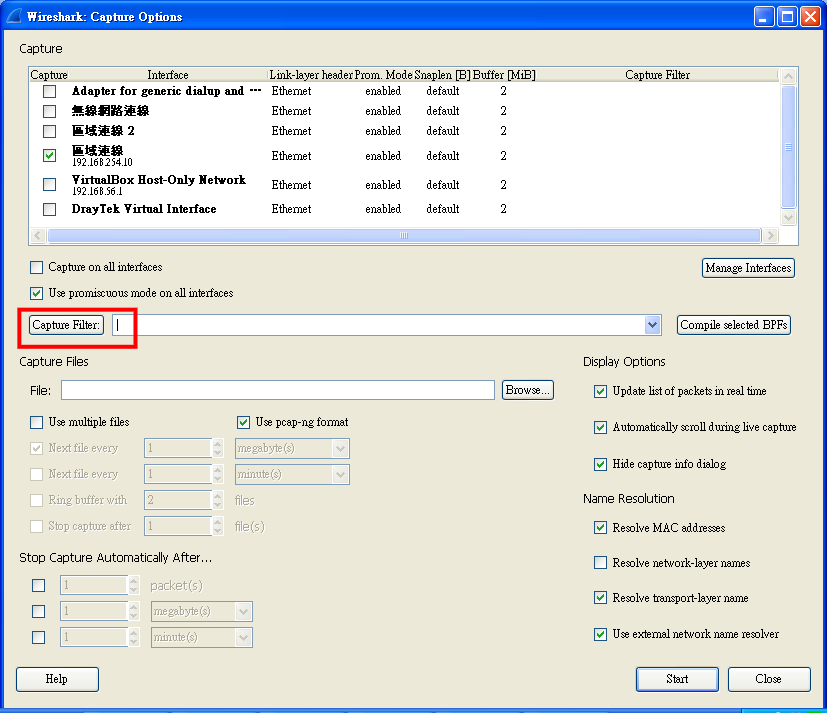 Wireshark: Capture Options
Capture
Capture Interface Link-layer header Prom. Mode Snaplen [B] Buffer [MiB] Capture Filter
Adapter for generic dialup and ⋯ Ethernet enabled default 2
無線網路連線 Ethernet enabled default 2
區域連線 2 Ethernet enabled default 2
區域連線 Ethernet enabled default 2
192.168.254.10
VirtualBox Host-Only Network Ethernet enabled default 2
192.168.56.1
DrayTek Virtual Interface Ethernet enabled default 2
Capture on all interfaces Manage Interfaces
Use promiscuous mode on all interfaces
Capture Filter: Compile selected BPFs
Capture Files
File: Browse...
Use multiple files Use pcap-ng format
Next file every 1 megabyte(s)
Next file every 1 minute(s)
Ring buffer with 2 files
Stop capture after 1 file(s)
Stop Capture Automatically After...
1 packet(s)
1 megabyte(s)
1 minute(s)
Display Options
Update list of packets in real time
Automatically scroll during live capture
Hide capture info dialog
Name Resolution
Resolve MAC addresses
Resolve network-layer names
Resolve transport-layer name
Use external network name resolver
Help Start Close